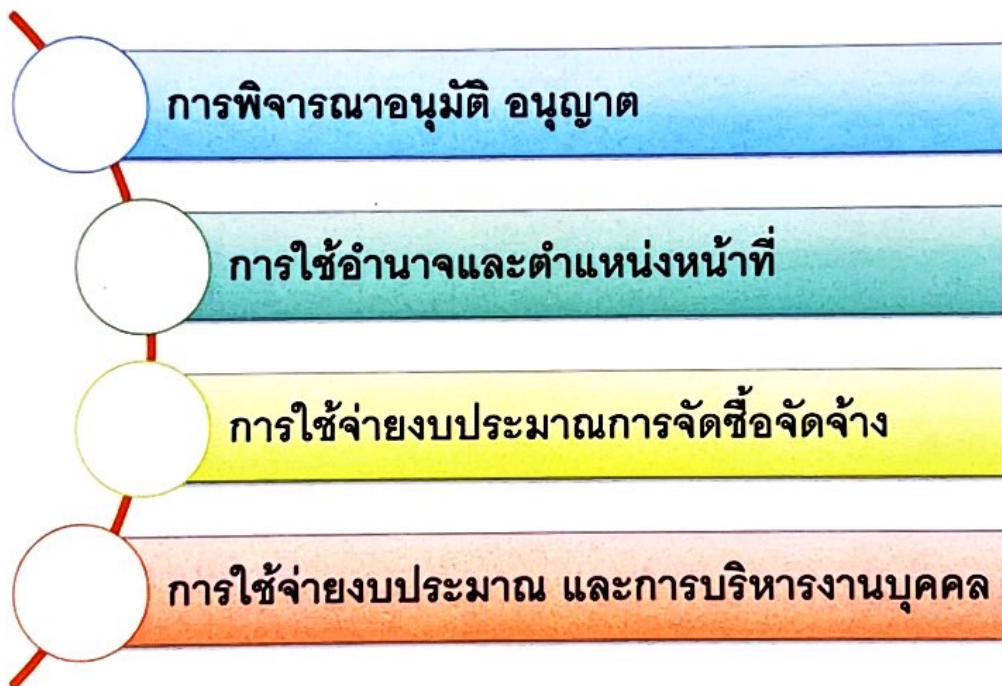 การพิจารณาอนุมัติ อนุญาต
การใช้อำนาจและตำแหน่งหน้าที่
การใช้จ่ายงบประมาณการจัดซื้อจัดจ้าง
การใช้จ่ายงบประมาณ และการบริหารงานบุคคล